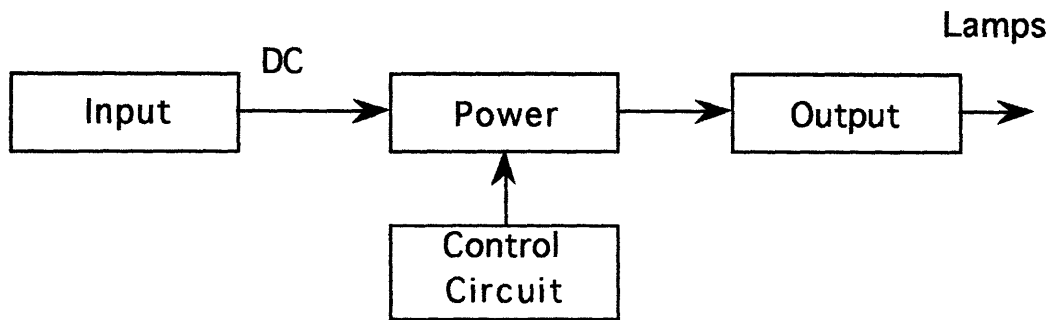 Lamps
DC
Input
Power
Output
Control
Circuit